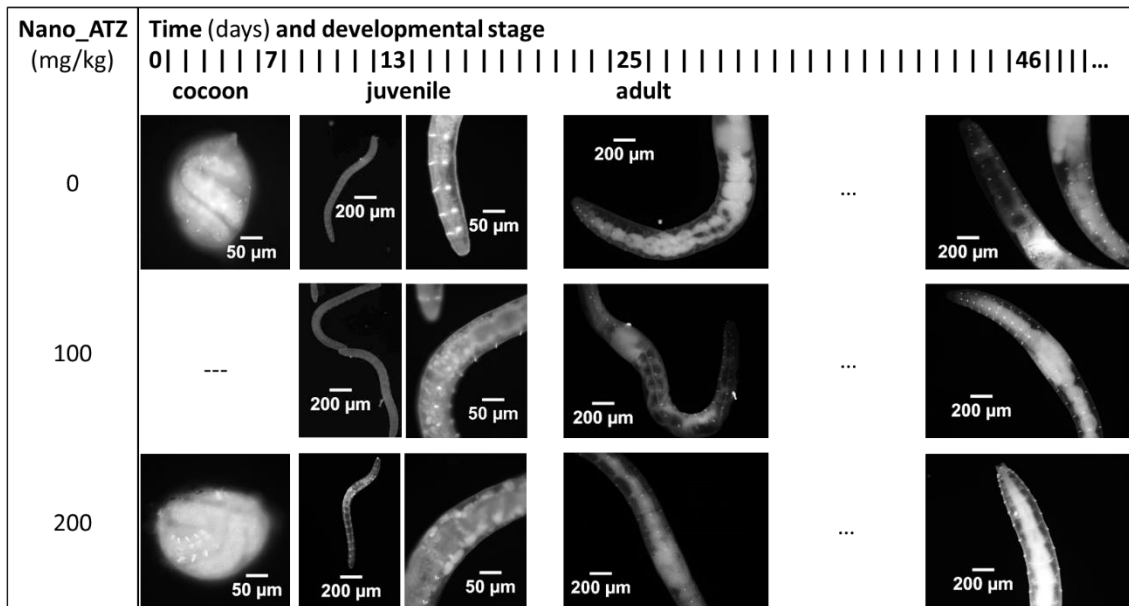 Nano_ATZ
(mg/kg)
Time (days) and developmental stage
0| | | | | |7| | | | | |13| | | | | | | | | | | |25| | | | | | | | | | | | | | | | | | | |46||||...
cocoon juvenile adult
0
50 µm
200 µm
50 µm
200 µm
...
200 µm
100
---
200 µm
50 µm
200 µm
...
200 µm
200
50 µm
200 µm
50 µm
200 µm
...
200 µm